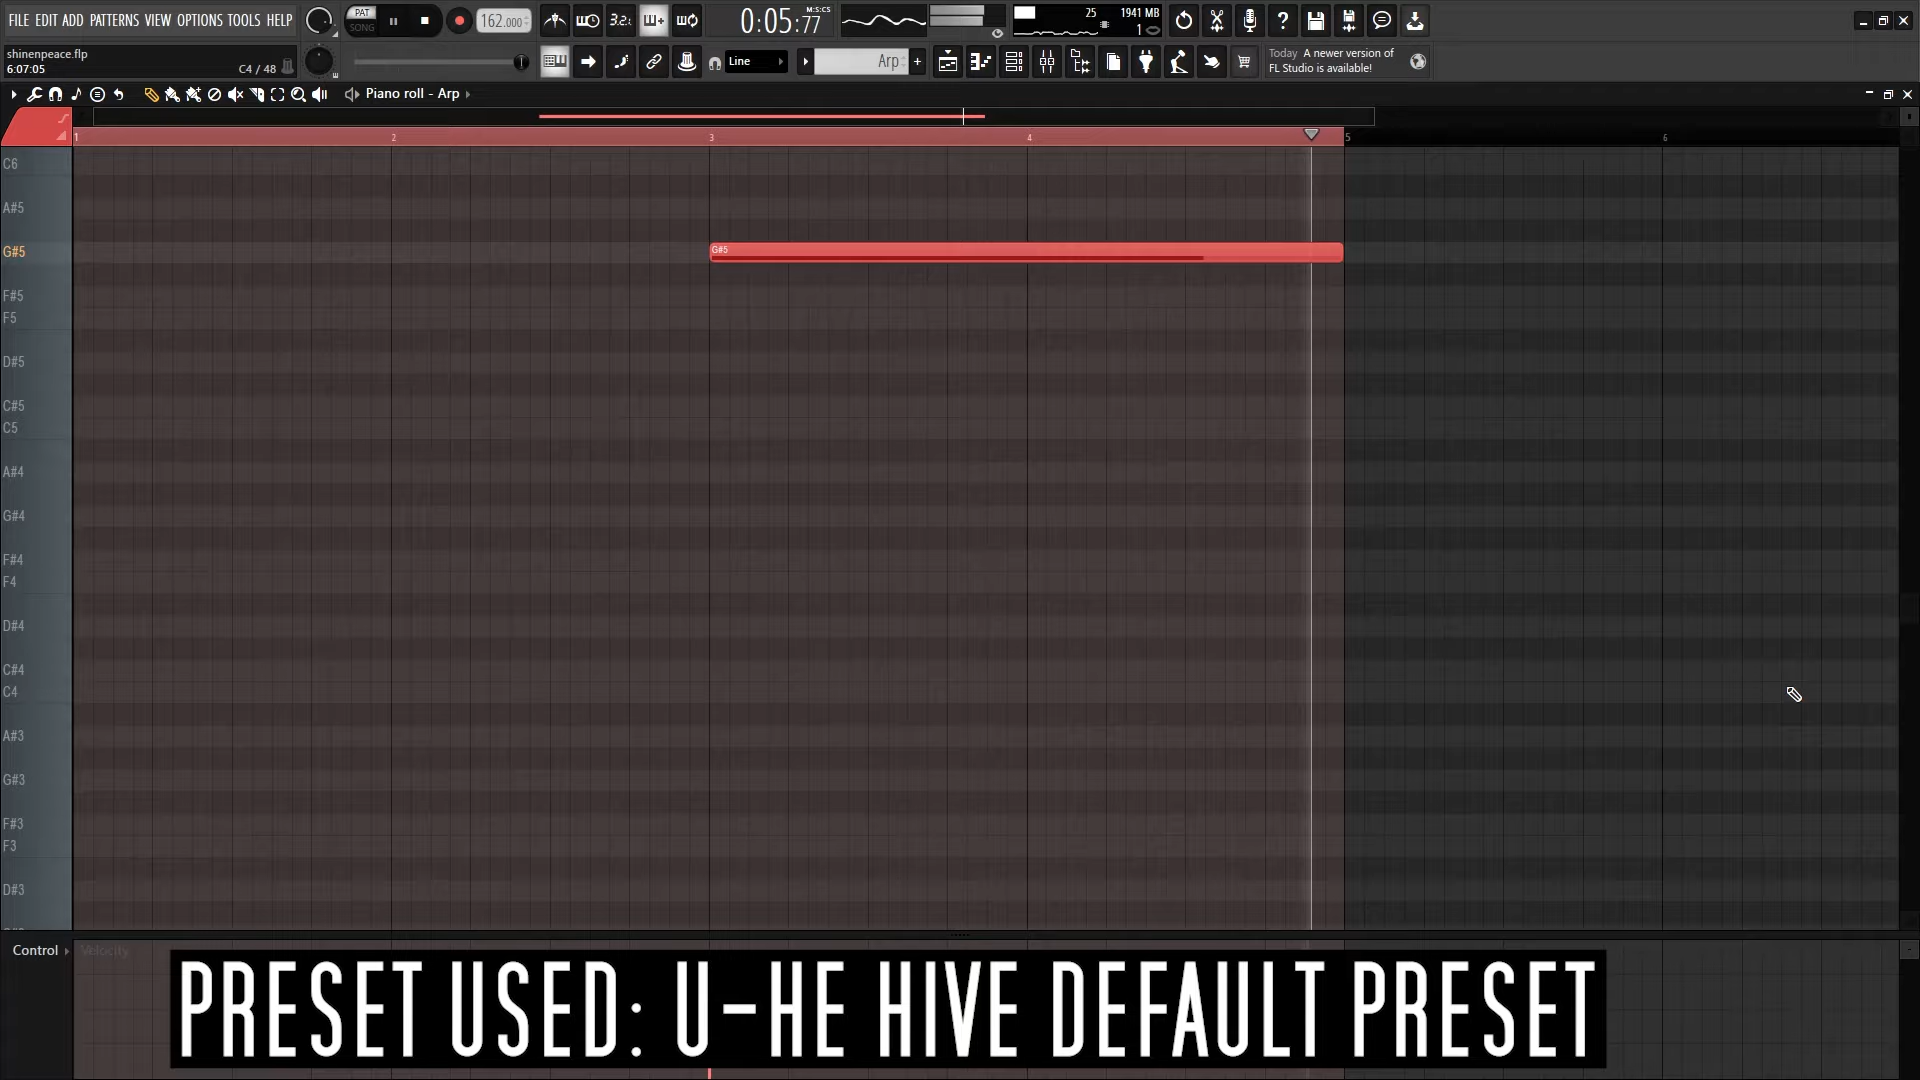 FILE EDIT ADD PATTERNS VIEW OPTIONS TOOLS HELP
PAT
SONG
162.000
3.2.
0:05:77
M:S:CS
25
1941 MB
1
shinenpeace.flp
6:07:05
C4 / 48
Line
Arp
Today A newer version of
FL Studio is available!
Piano roll - Arp
1 2 3 4 5 6
C6
A#5
G#5
G#5
F#5
F5
D#5
C#5
C5
A#4
G#4
F#4
F4
D#4
C#4
C4
A#3
G#3
F#3
F3
D#3
Control
Velocity
PRESET USED: U-HE HIVE DEFAULT PRESET